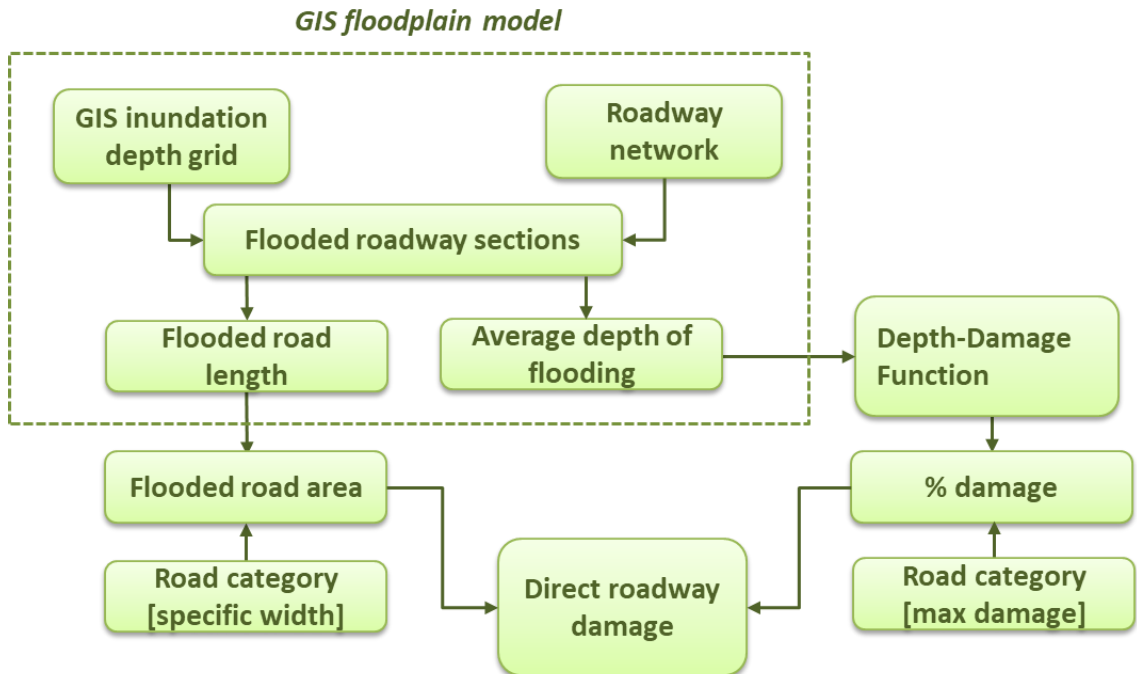 GIS floodplain model
GIS inundation
depth grid
Roadway
network
Flooded roadway sections
Flooded road
length
Average depth of
flooding
Depth-Damage
Function
Flooded road area
% damage
Road category
[specific width]
Direct roadway
damage
Road category
[max damage]